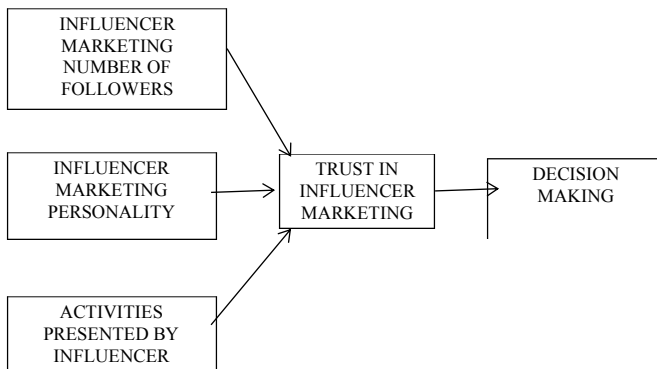 INFLUENCER
MARKETING
NUMBER OF
FOLLOWERS
INFLUENCER
MARKETING
PERSONALITY
TRUST IN
INFLUENCER
MARKETING
DECISION
MAKING
ACTIVITIES
PRESENTED BY
INFLUENCER